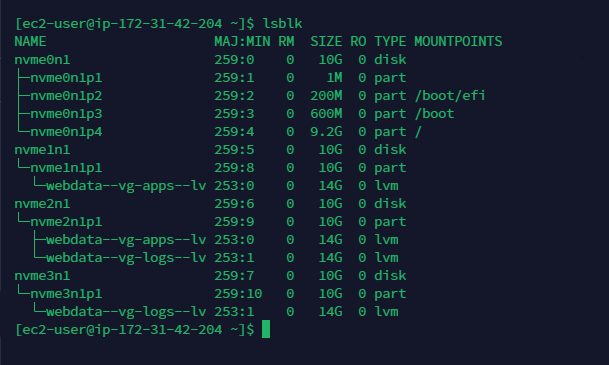 [ec2-user@ip-172-31-42-204 ~]$ lsblk
NAME                      MAJ:MIN RM  SIZE RO TYPE MOUNTPOINTS
nvme0n1                   259:0    0   10G  0 disk
├─nvme0n1p1               259:1    0    1M  0 part
├─nvme0n1p2               259:2    0  200M  0 part /boot/efi
├─nvme0n1p3               259:3    0  600M  0 part /boot
└─nvme0n1p4               259:4    0  9.2G  0 part /
nvme1n1                   259:5    0   10G  0 disk
└─nvme1n1p1               259:8    0   10G  0 part
  └─webdata--vg-apps--lv 253:0    0   14G  0 lvm
nvme2n1                   259:6    0   10G  0 disk
└─nvme2n1p1               259:9    0   10G  0 part
  ├─webdata--vg-apps--lv 253:0    0   14G  0 lvm
  └─webdata--vg-logs--lv 253:1    0   14G  0 lvm
nvme3n1                   259:7    0   10G  0 disk
└─nvme3n1p1               259:10   0   10G  0 part
  └─webdata--vg-logs--lv 253:1    0   14G  0 lvm
[ec2-user@ip-172-31-42-204 ~]$